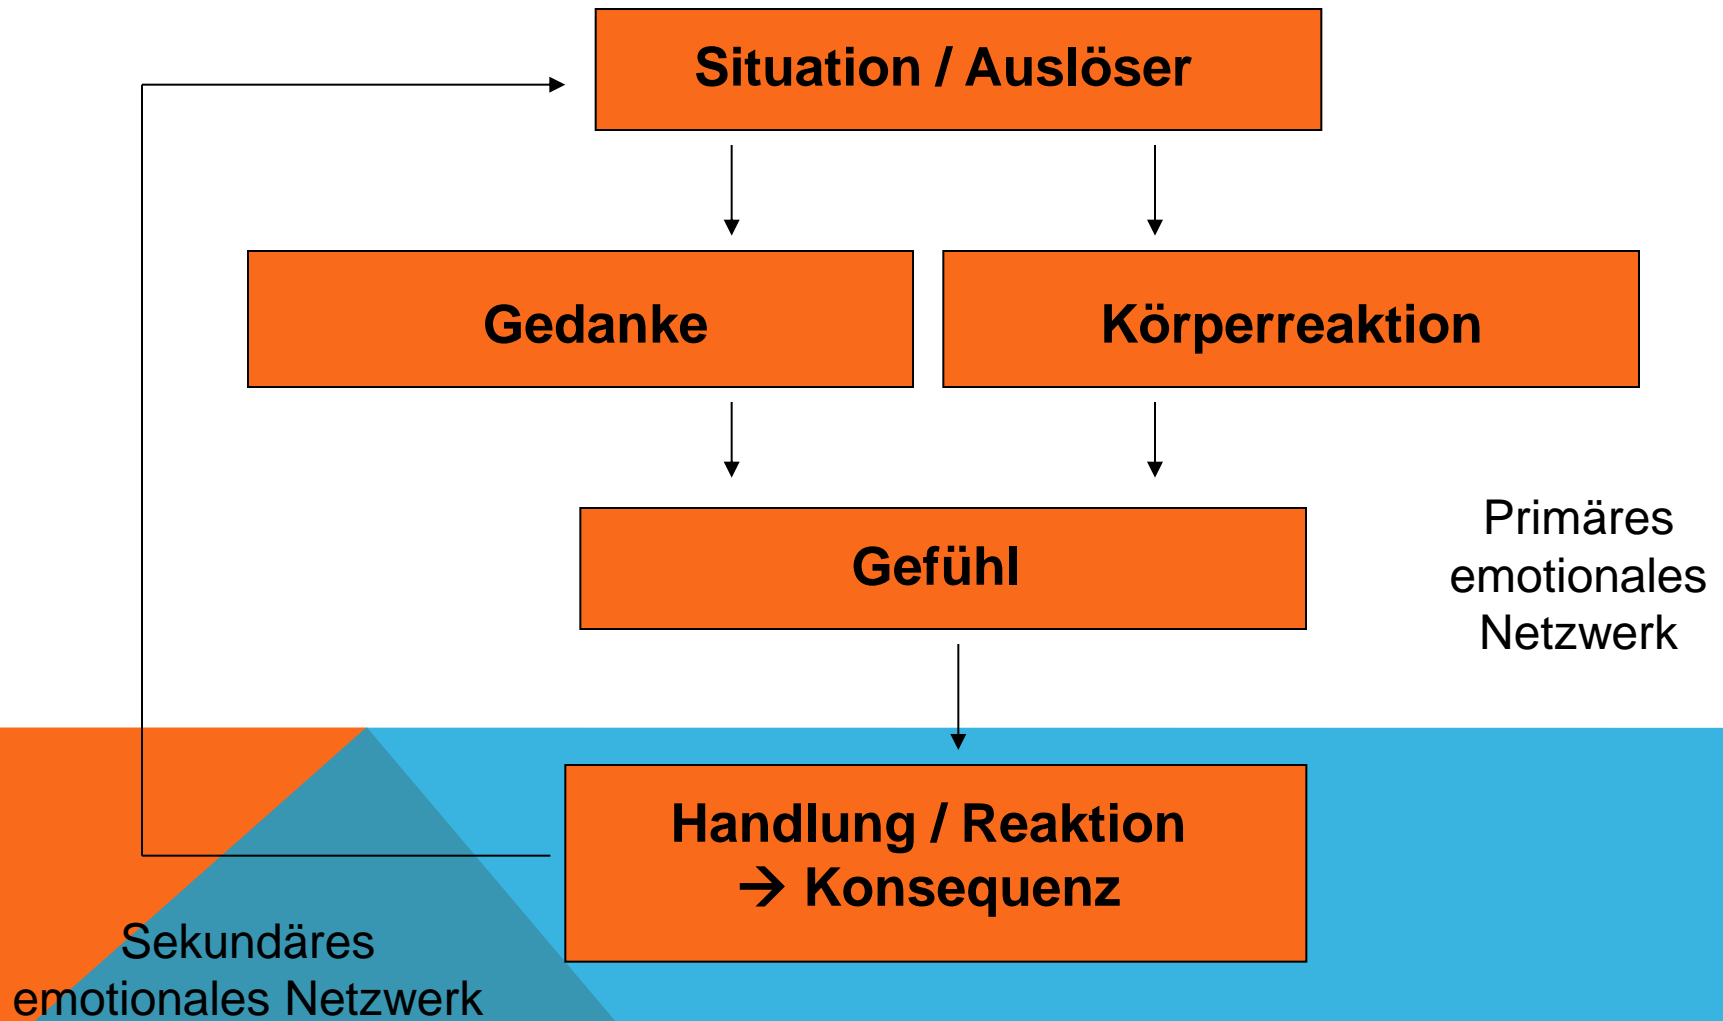 Situation / Auslöser
Gedanke
Körperreaktion
Gefühl
Primäres
emotionales
Netzwerk
Handlung / Reaktion
→ Konsequenz
Sekundäres
emotionales Netzwerk